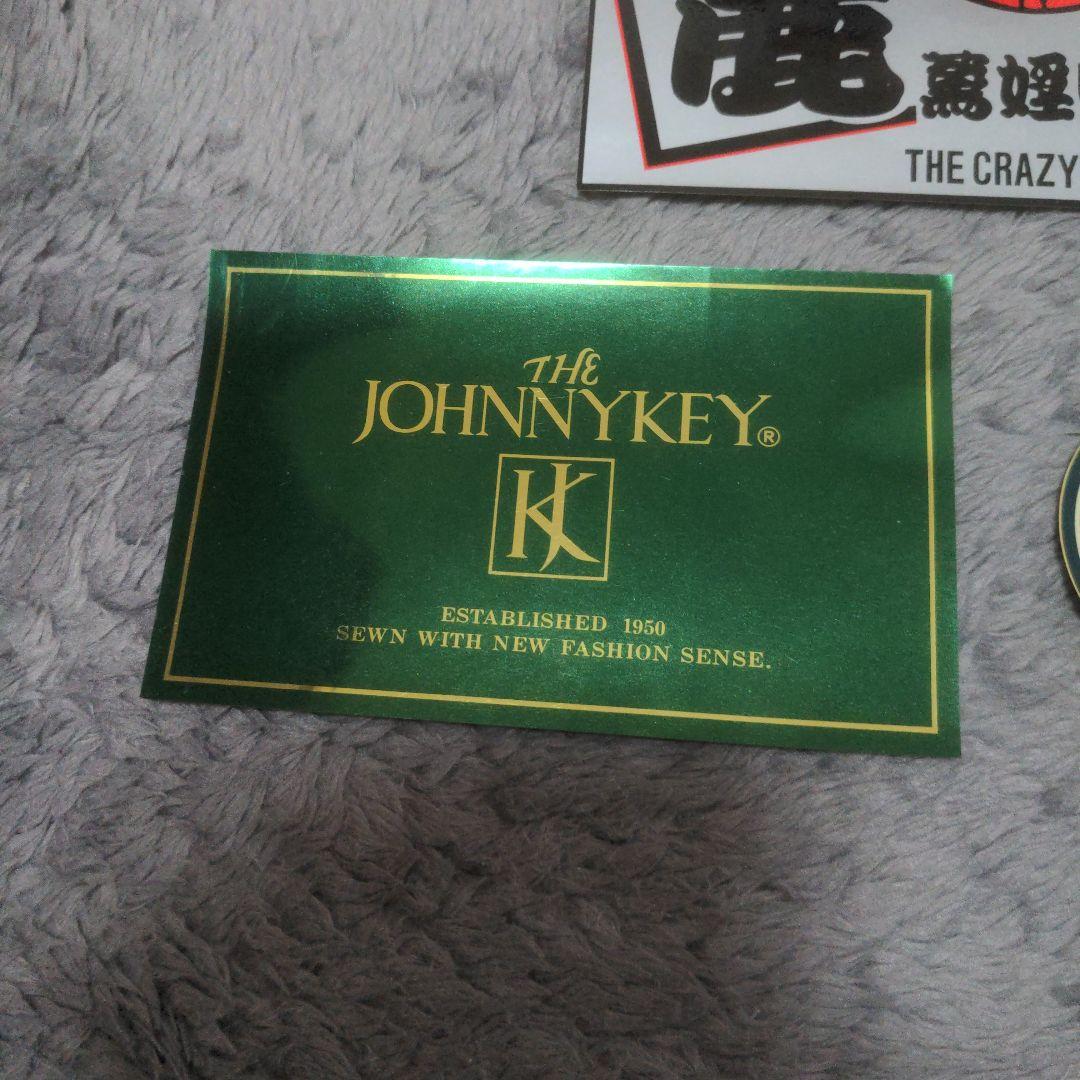 THE CRAZY
THE
JOHNNYKEY®
KJ
ESTABLISHED 1950
SEWN WITH NEW FASHION SENSE.